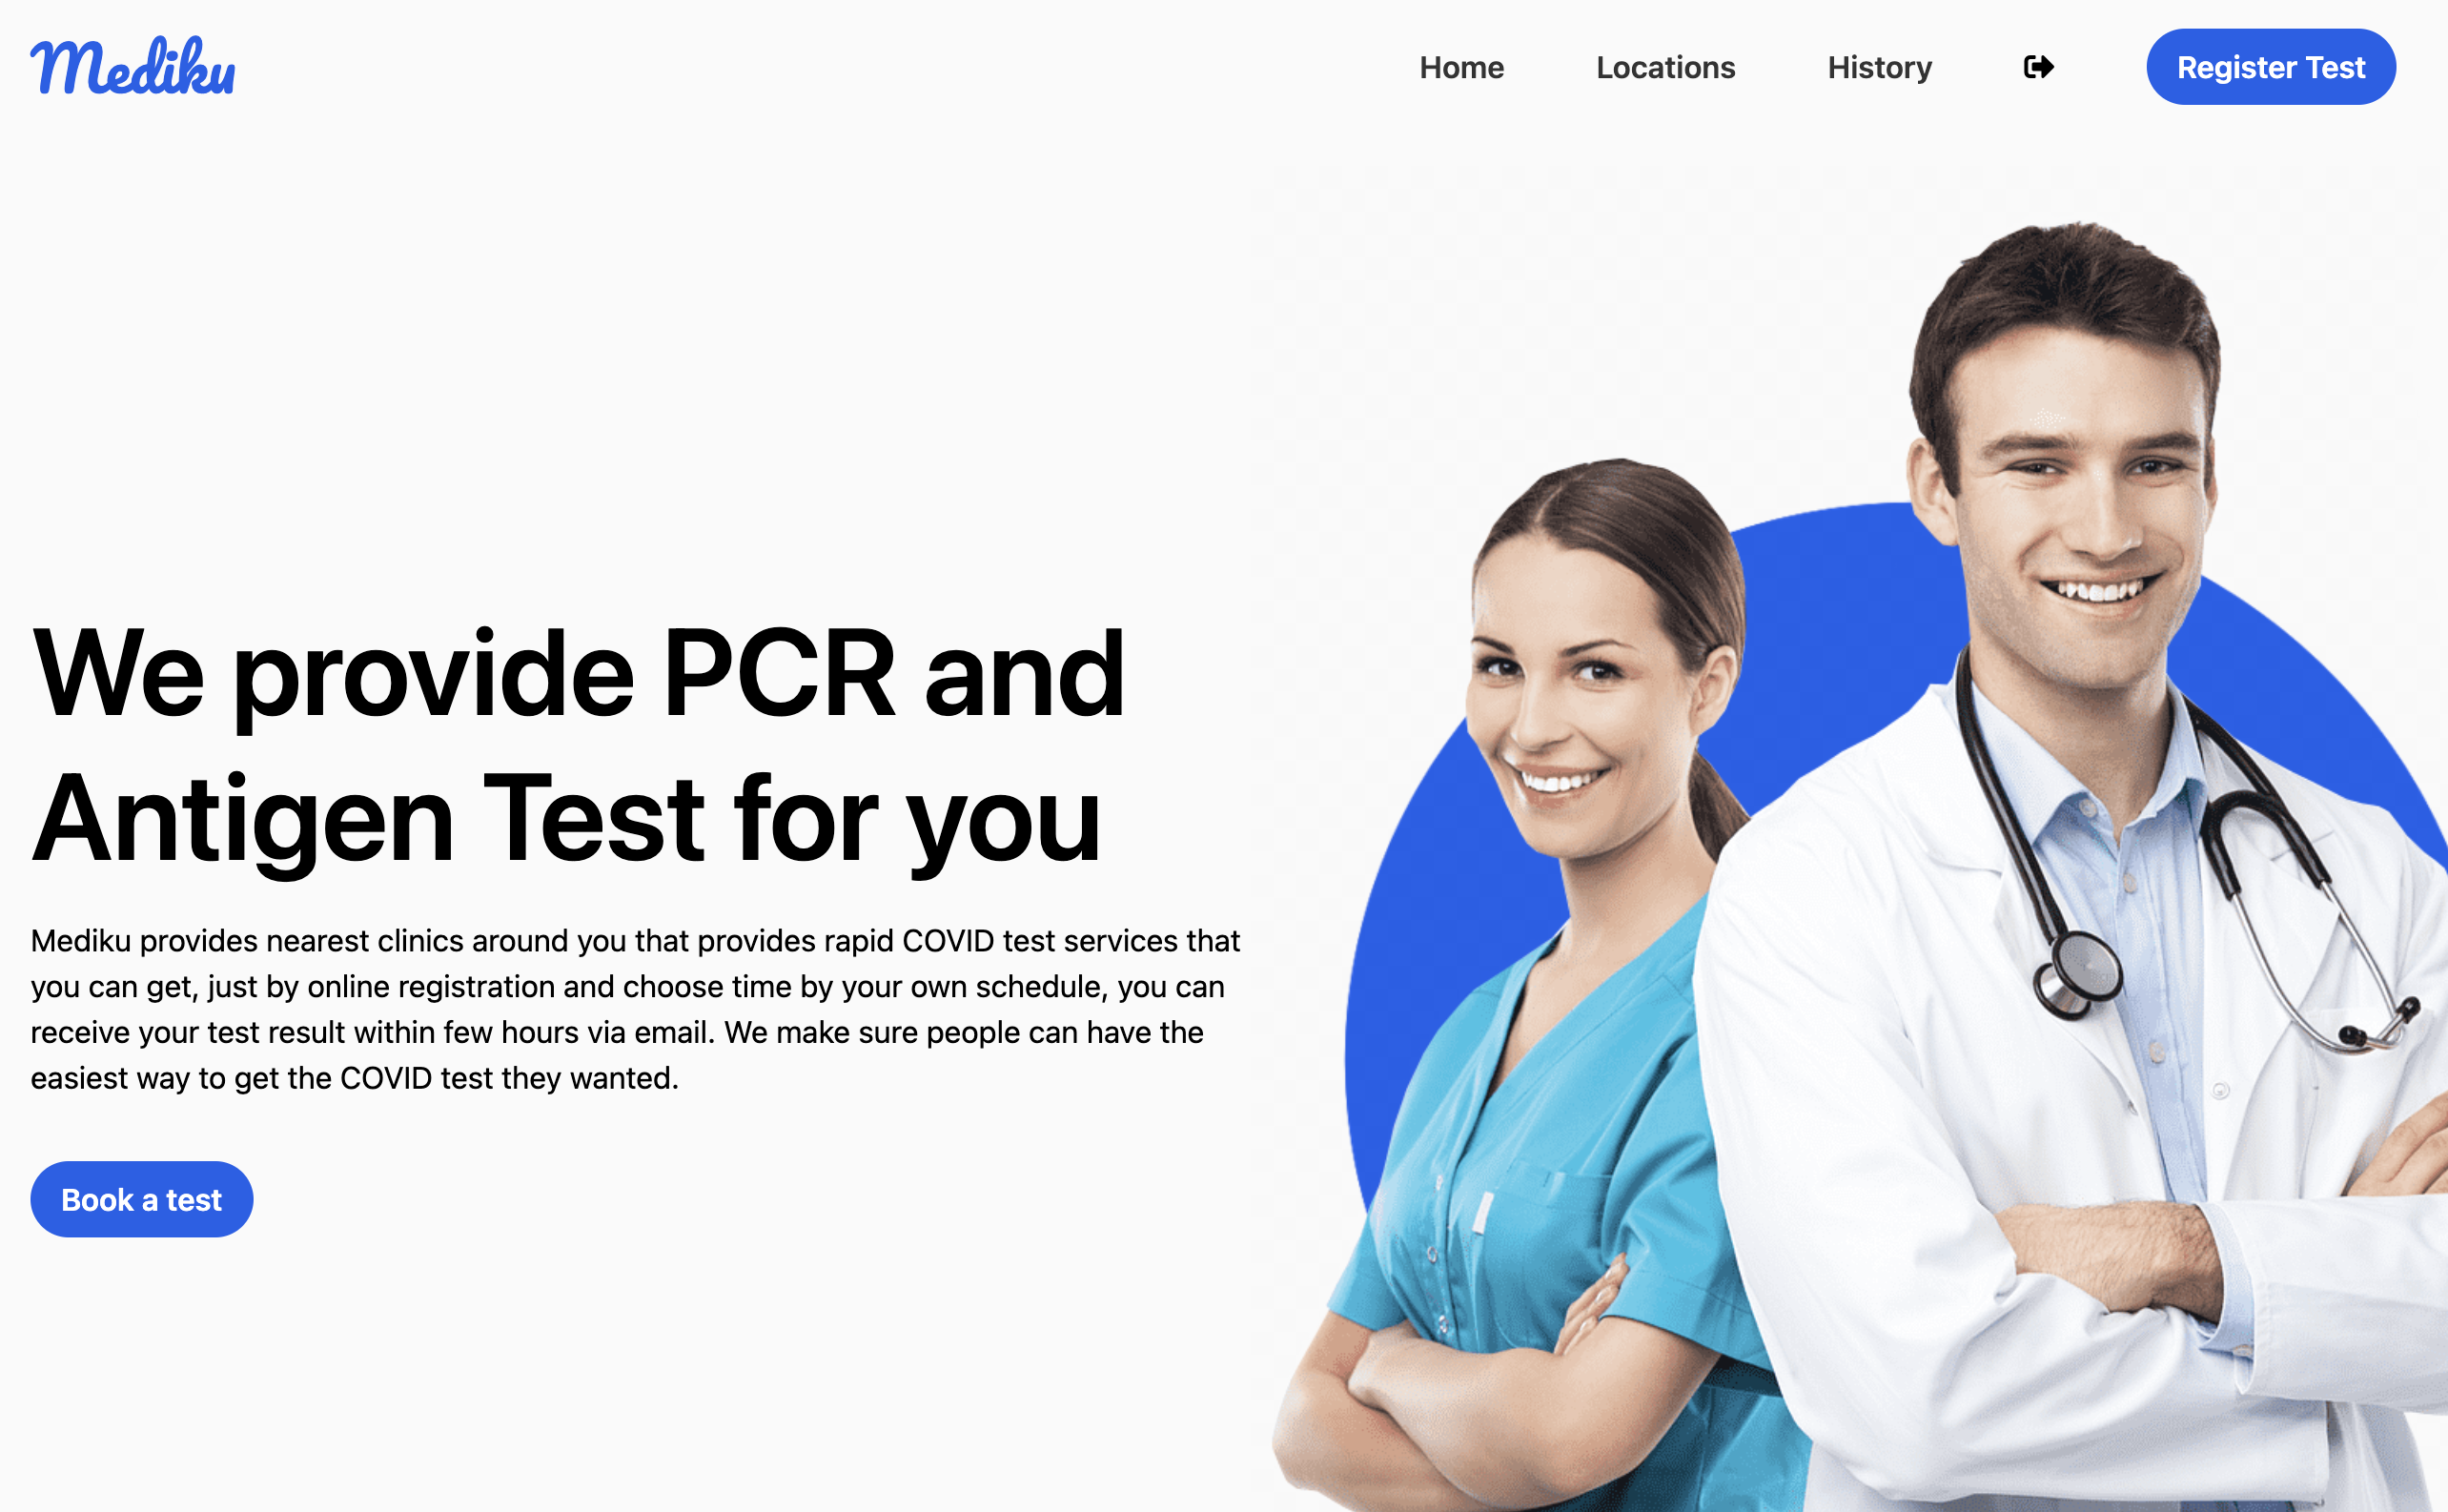 Mediku
Home
Locations
History
Register Test
We provide PCR and
Antigen Test for you
Mediku provides nearest clinics around you that provides rapid COVID test services that
you can get, just by online registration and choose time by your own schedule, you can
receive your test result within few hours via email. We make sure people can have the
easiest way to get the COVID test they wanted.
Book a test